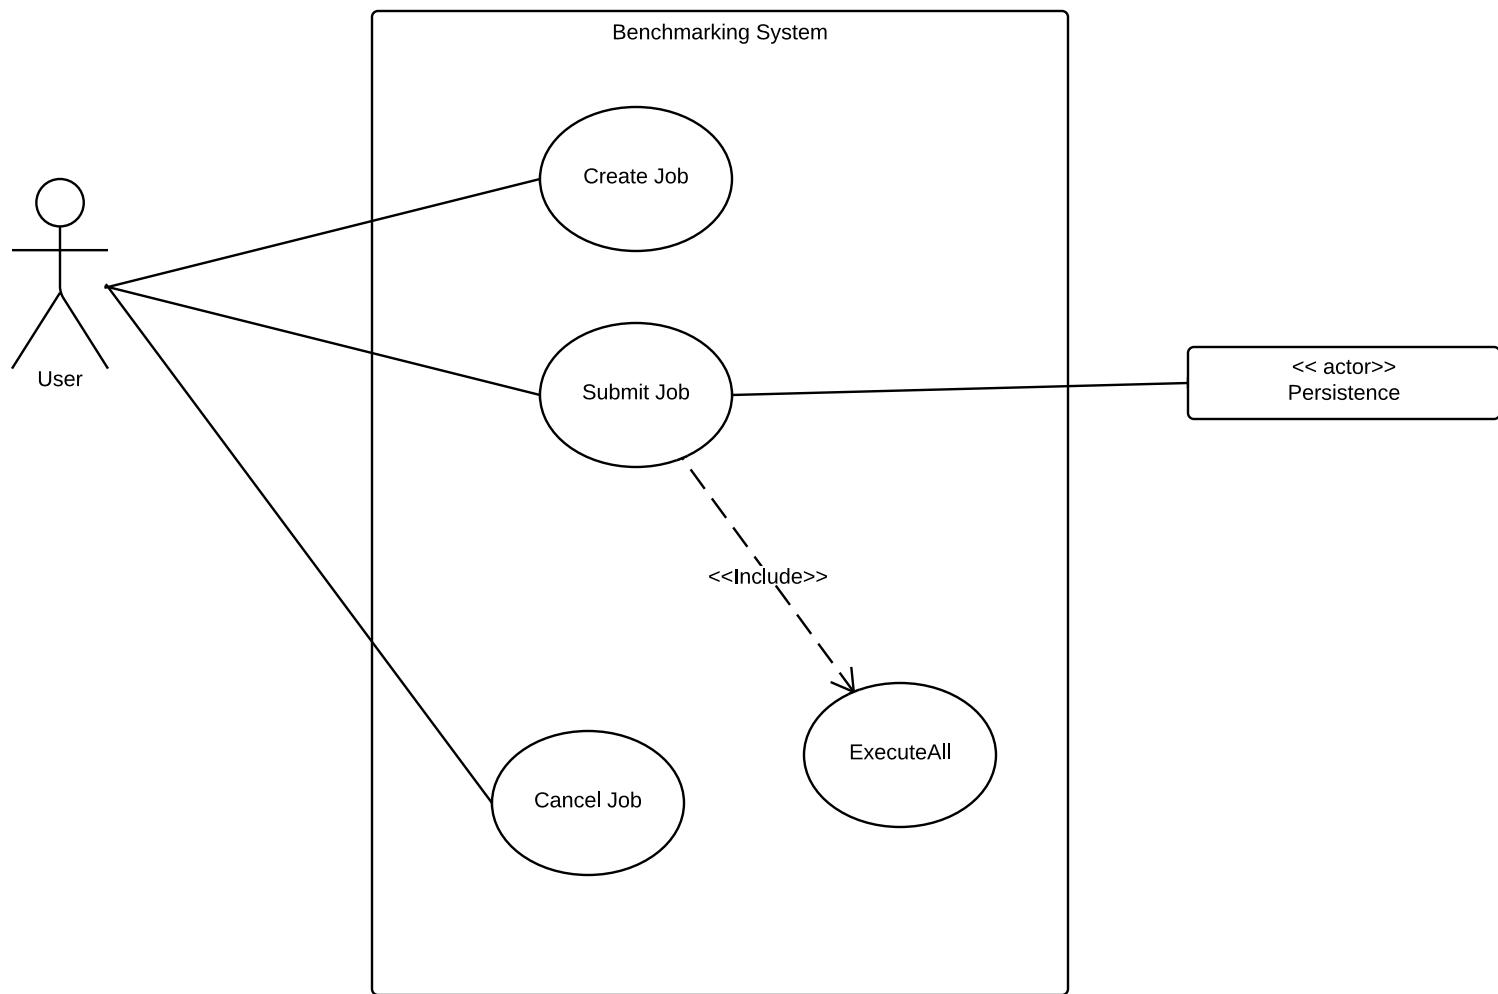 Benchmarking System
Create Job
User
Submit Job
<< actor>>
Persistence
<<Include>>
ExecuteAll
Cancel Job